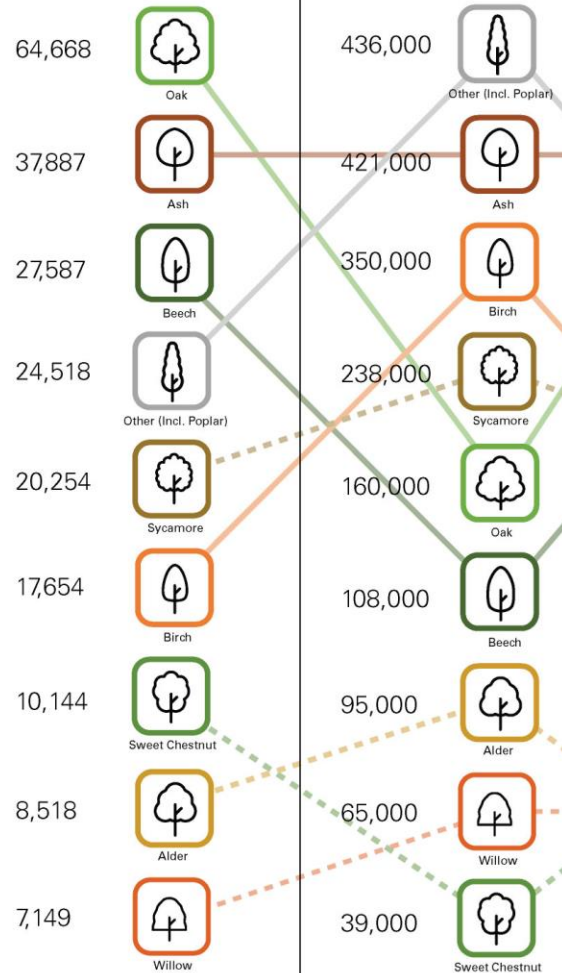 64,668
Oak
37,887
Ash
27,587
Beech
24,518
Other (Incl. Poplar)
20,254
Sycamore
17,654
Birch
10,144
Sweet Chestnut
8,518
Alder
7,149
Willow
436,000
Other (Incl. Poplar)
421,000
Ash
350,000
Birch
238,000
Sycamore
160,000
Oak
108,000
Beech
95,000
Alder
65,000
Willow
39,000
Sweet Chestnut